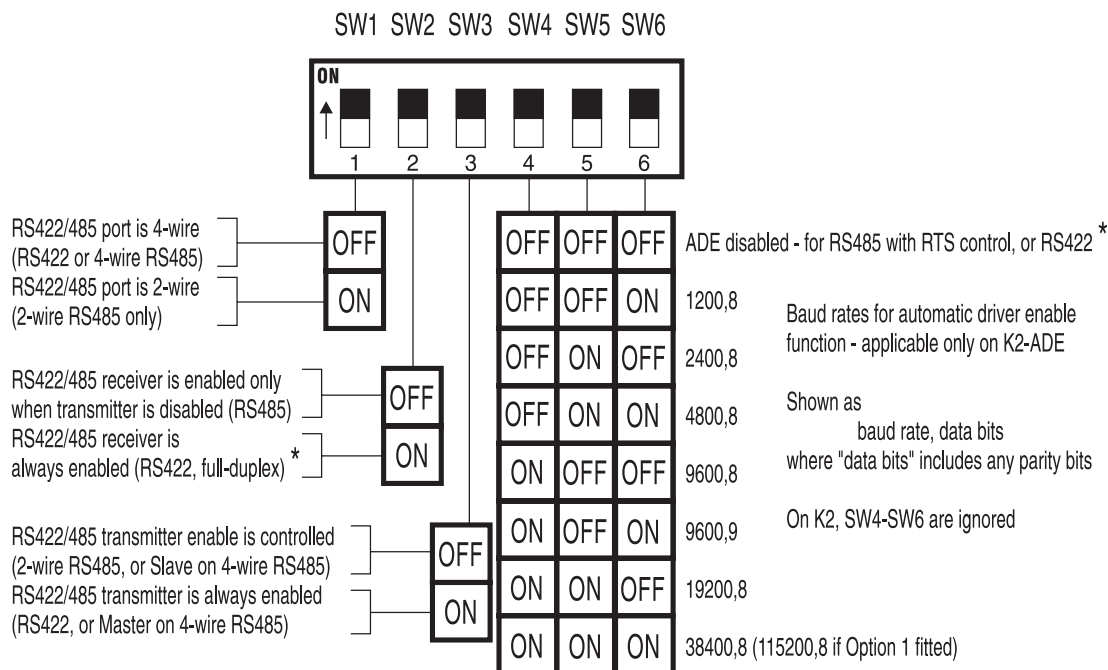 SW1 SW2 SW3 SW4 SW5 SW6
ON
1 2 3 4 5 6
RS422/485 port is 4-wire
(RS422 or 4-wire RS485)
OFF
RS422/485 port is 2-wire
(2-wire RS485 only)
ON
RS422/485 receiver is enabled only
when transmitter is disabled (RS485)
OFF
RS422/485 receiver is
always enabled (RS422, full-duplex) *
ON
RS422/485 transmitter enable is controlled
(2-wire RS485, or Slave on 4-wire RS485)
OFF
RS422/485 transmitter is always enabled
(RS422, or Master on 4-wire RS485)
ON
OFF OFF OFF ADE disabled - for RS485 with RTS control, or RS422 *
OFF OFF ON 1200,8
OFF ON OFF 2400,8
OFF ON ON 4800,8
ON OFF OFF 9600,8
ON OFF ON 9600,9
ON ON OFF 19200,8
ON ON ON 38400,8 (115200,8 if Option 1 fitted)
Baud rates for automatic driver enable
function - applicable only on K2-ADE
Shown as
baud rate, data bits
where "data bits" includes any parity bits
On K2, SW4-SW6 are ignored